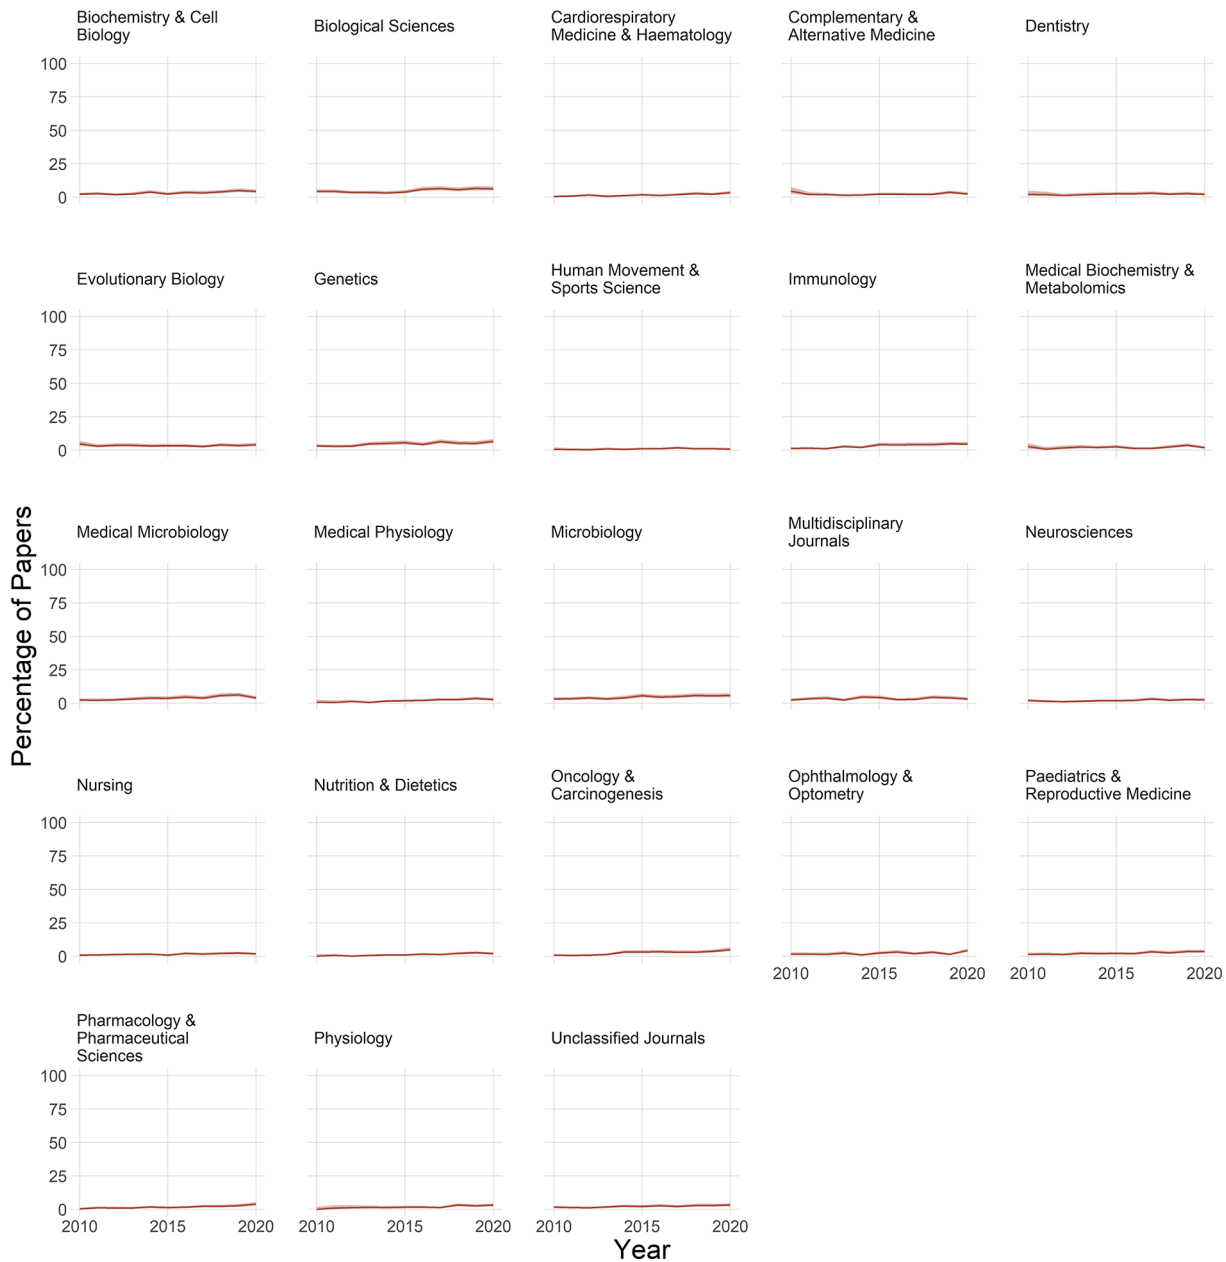 Biochemistry & Cell
Biology
Biological Sciences
Cardiorespiratory
Medicine & Haematology
Complementary &
Alternative Medicine
Dentistry
100
75
50
25
0
Evolutionary Biology
Genetics
Human Movement &
Sports Science
Immunology
Medical Biochemistry &
Metabolomics
100
75
50
25
0
Percentage of Papers
Medical Microbiology
Medical Physiology
Microbiology
Multidisciplinary
Journals
Neurosciences
100
75
50
25
0
Nursing
Nutrition & Dietetics
Oncology &
Carcinogenesis
Ophthalmology &
Optometry
Paediatrics &
Reproductive Medicine
100
75
50
25
0
2010 2015 2020 2010 2015 2020
Pharmacology &
Pharmaceutical
Sciences
Physiology
Unclassified Journals
100
75
50
25
0
2010 2015 2020 2010 2015 2020 2010 2015 2020
Year